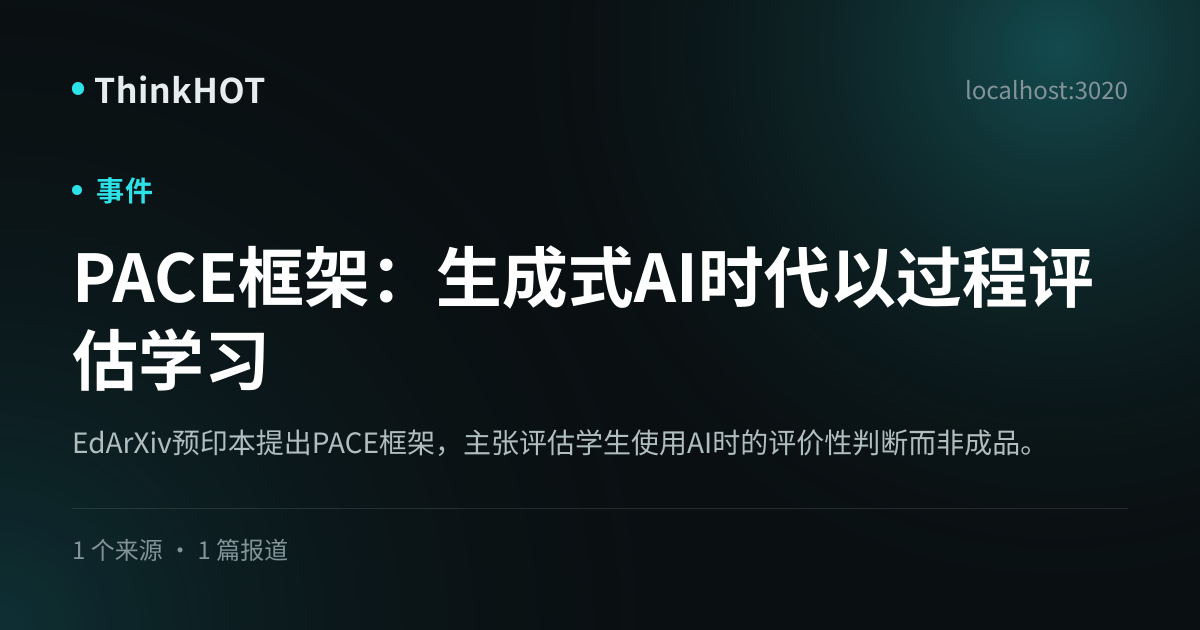 ThinkHOT
localhost:3020
事件
PACE框架：生成式AI时代以过程评
估学习
EdArXiv预印本提出PACE框架，主张评估学生使用AI时的评价性判断而非成品。
1 个来源 · 1 篇报道